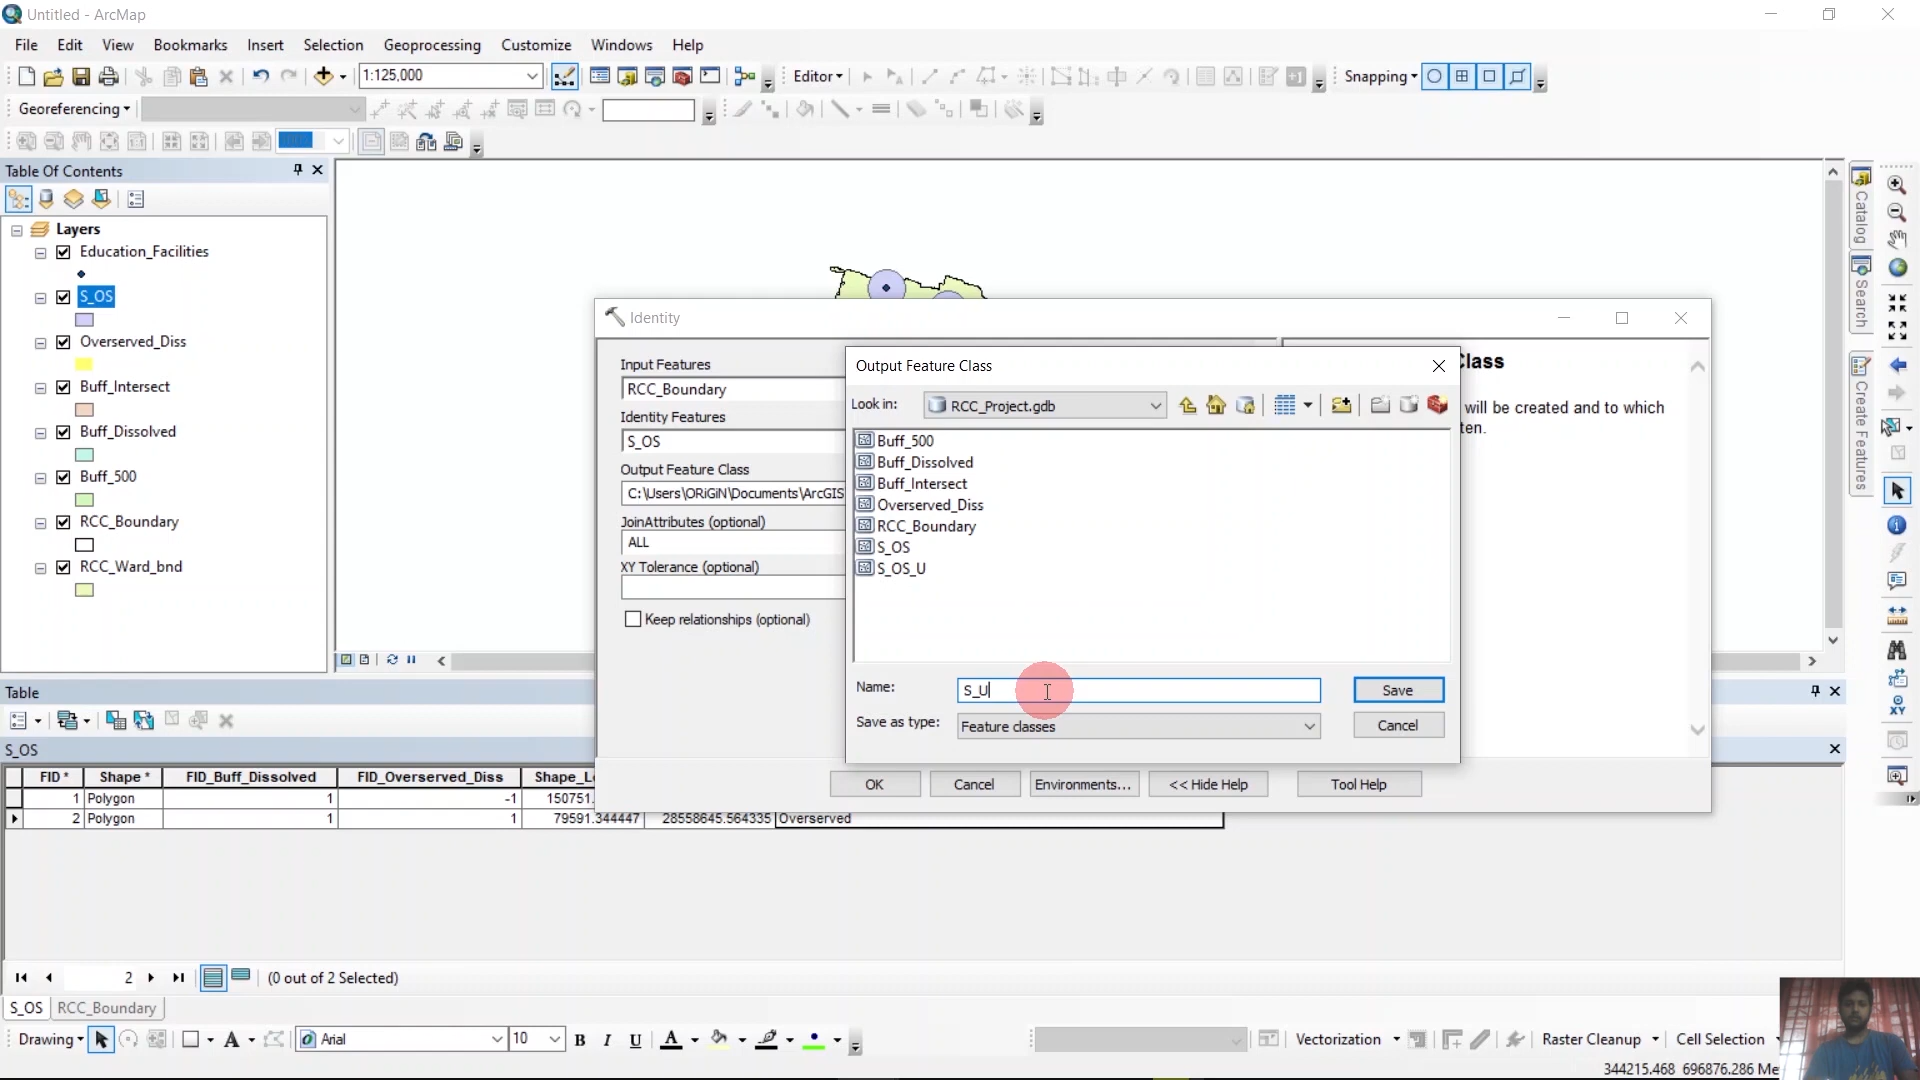 Untitled - ArcMap
File Edit View Bookmarks Insert Selection Geoprocessing Customize Windows Help
1:125,000 Editor Snapping
Georeferencing
Table Of Contents
Layers
Education_Facilities
S_OS
Overserved_Diss
Buff_Intersect
Buff_Dissolved
Buff_500
RCC_Boundary
RCC_Ward_bnd
Identity
Input Features
RCC_Boundary
Identity Features
S_OS
Output Feature Class
C:\Users\ORiGiN\Documents\ArcGIS
JoinAttributes (optional)
ALL
XY Tolerance (optional)
Keep relationships (optional)
Output Feature Class
Look in: RCC_Project.gdb
Buff_500
Buff_Dissolved
Buff_Intersect
Overserved_Diss
RCC_Boundary
S_OS
S_OS_U
Name: S_U Save
Save as type: Feature classes Cancel
Class
will be created and to which
ten.
OK Cancel Environments... << Hide Help Tool Help
Catalog
Search
Create Features
Table
S_OS
FID * Shape * FID_Buff_Dissolved FID_Overserved_Diss Shape_Le
1 Polygon 1 -1 150751.
2 Polygon 1 1 79591.344447 28558645.564335 Overserved
2 (0 out of 2 Selected)
S_OS RCC_Boundary
Drawing A Arial 10 B I U A Vectorization Raster Cleanup Cell Selection
344215.468 696876.286 Me